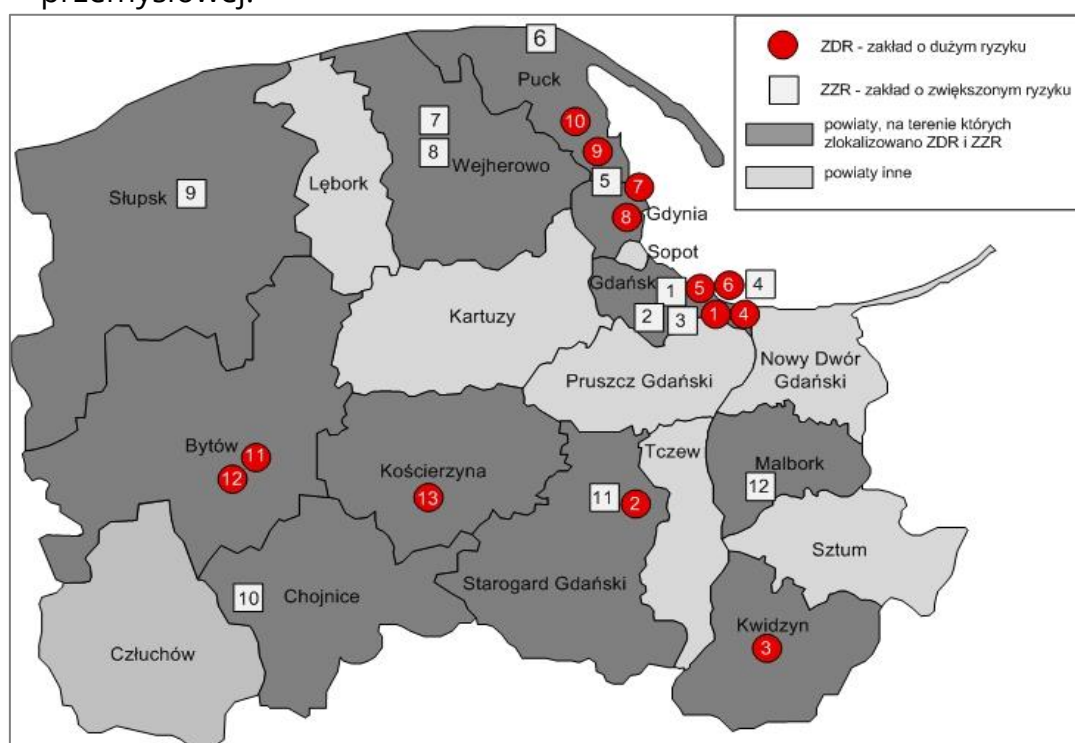 przemysłowej.
ZDR - zakład o dużym ryzyku
ZZR - zakład o zwiększonym ryzyku
powiaty, na terenie których
zlokalizowano ZDR i ZZR
powiaty inne
6
Puck
10
7
9
8
Wejherowo
5
7
Słupsk
9
Lębork
8
Gdynia
Sopot
Gdańsk
1
5
6
4
2
3
1
4
Kartuzy
Pruszcz Gdański
Nowy Dwór
Gdański
Bytów
11
12
Kościerzyna
13
Tczew
11
2
Malbork
12
Sztum
Starogard Gdański
10
Chojnice
Człuchów
Kwidzyn
3